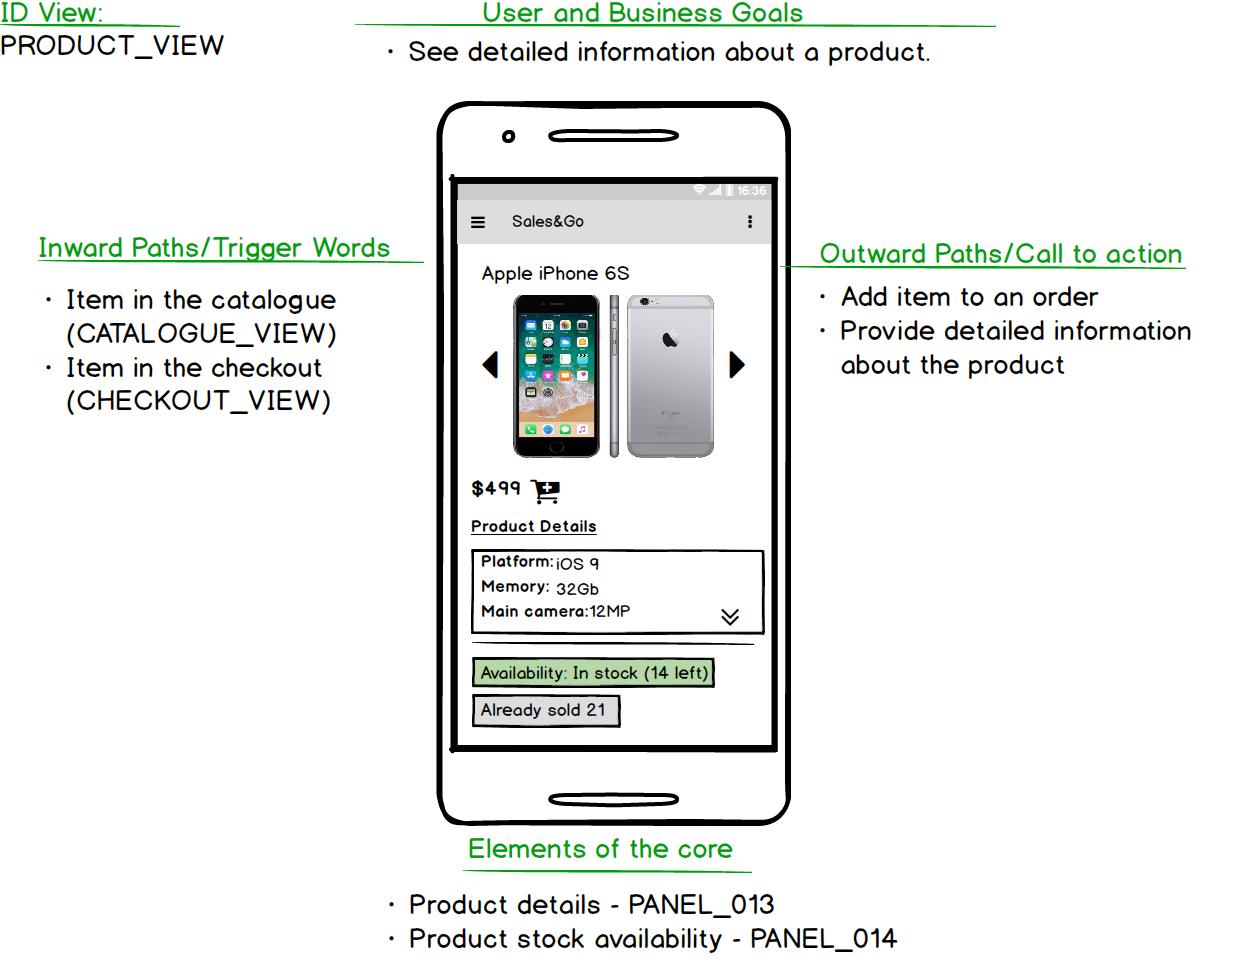 ID View:
PRODUCT_VIEW
User and Business Goals
· See detailed information about a product.
16:36
Sales&Go
Inward Paths/Trigger Words
· Item in the catalogue
(CATALOGUE_VIEW)
· Item in the checkout
(CHECKOUT_VIEW)
Apple iPhone 6S
iPhone
$499
Product Details
Platform: iOS 9
Memory: 32Gb
Main camera:12MP
Availability: In stock (14 left)
Already sold 21
Outward Paths/Call to action
· Add item to an order
· Provide detailed information
about the product
Elements of the core
· Product details - PANEL_013
· Product stock availability - PANEL_014